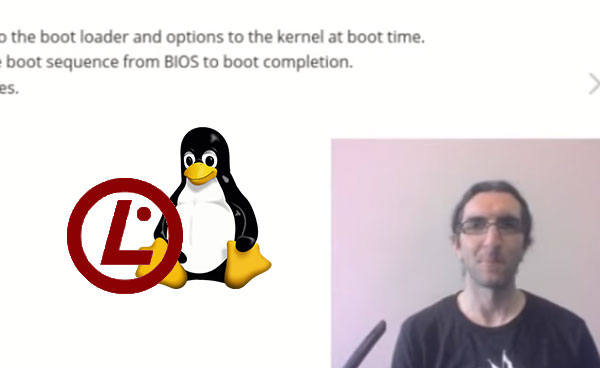 o the boot loader and options to the kernel at boot time.
boot sequence from BIOS to boot completion.
es.
L